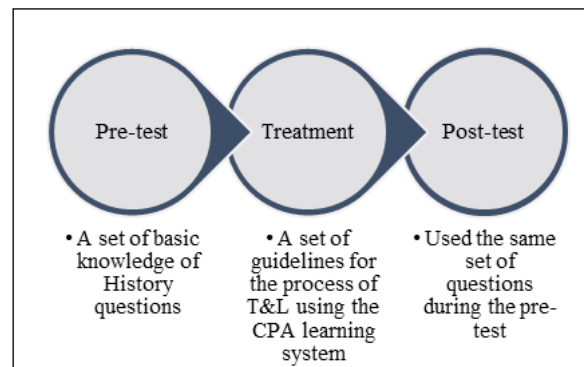 Pre-test
Treatment
Post-test
• A set of basic
knowledge of
History
questions
• A set of
guidelines for
the process of
T&L using the
CPA learning
system
• Used the same
set of
questions
during the pre-
test